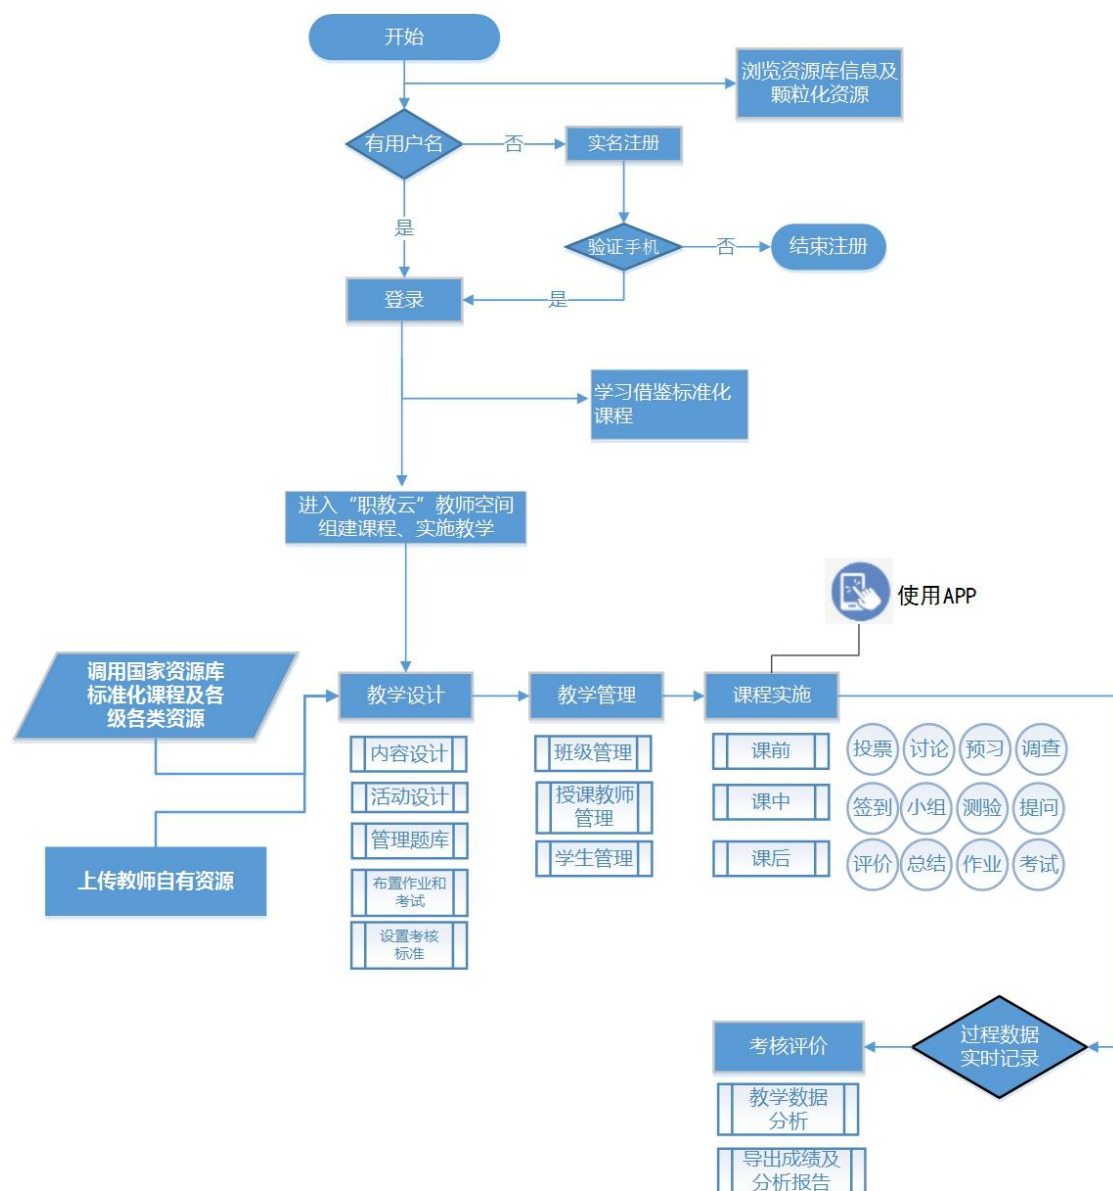 开始
浏览资源库信息及
颗粒化资源
有用户名
否
实名注册
是
验证手机
否
结束注册
登录
是
学习借鉴标准化
课程
进入“职教云”教师空间
组建课程、实施教学
使用APP
调用国家资源库
标准化课程及各
级各类资源
教学设计
教学管理
课程实施
内容设计
班级管理
课前
投票
讨论
预习
调查
活动设计
授课教师
管理
课中
签到
小组
测验
提问
管理题库
学生管理
课后
评价
总结
作业
考试
上传教师自有资源
布置作业和
考试
设置考核
标准
考核评价
过程数据
实时记录
教学数据
分析
导出成绩及
分析报告